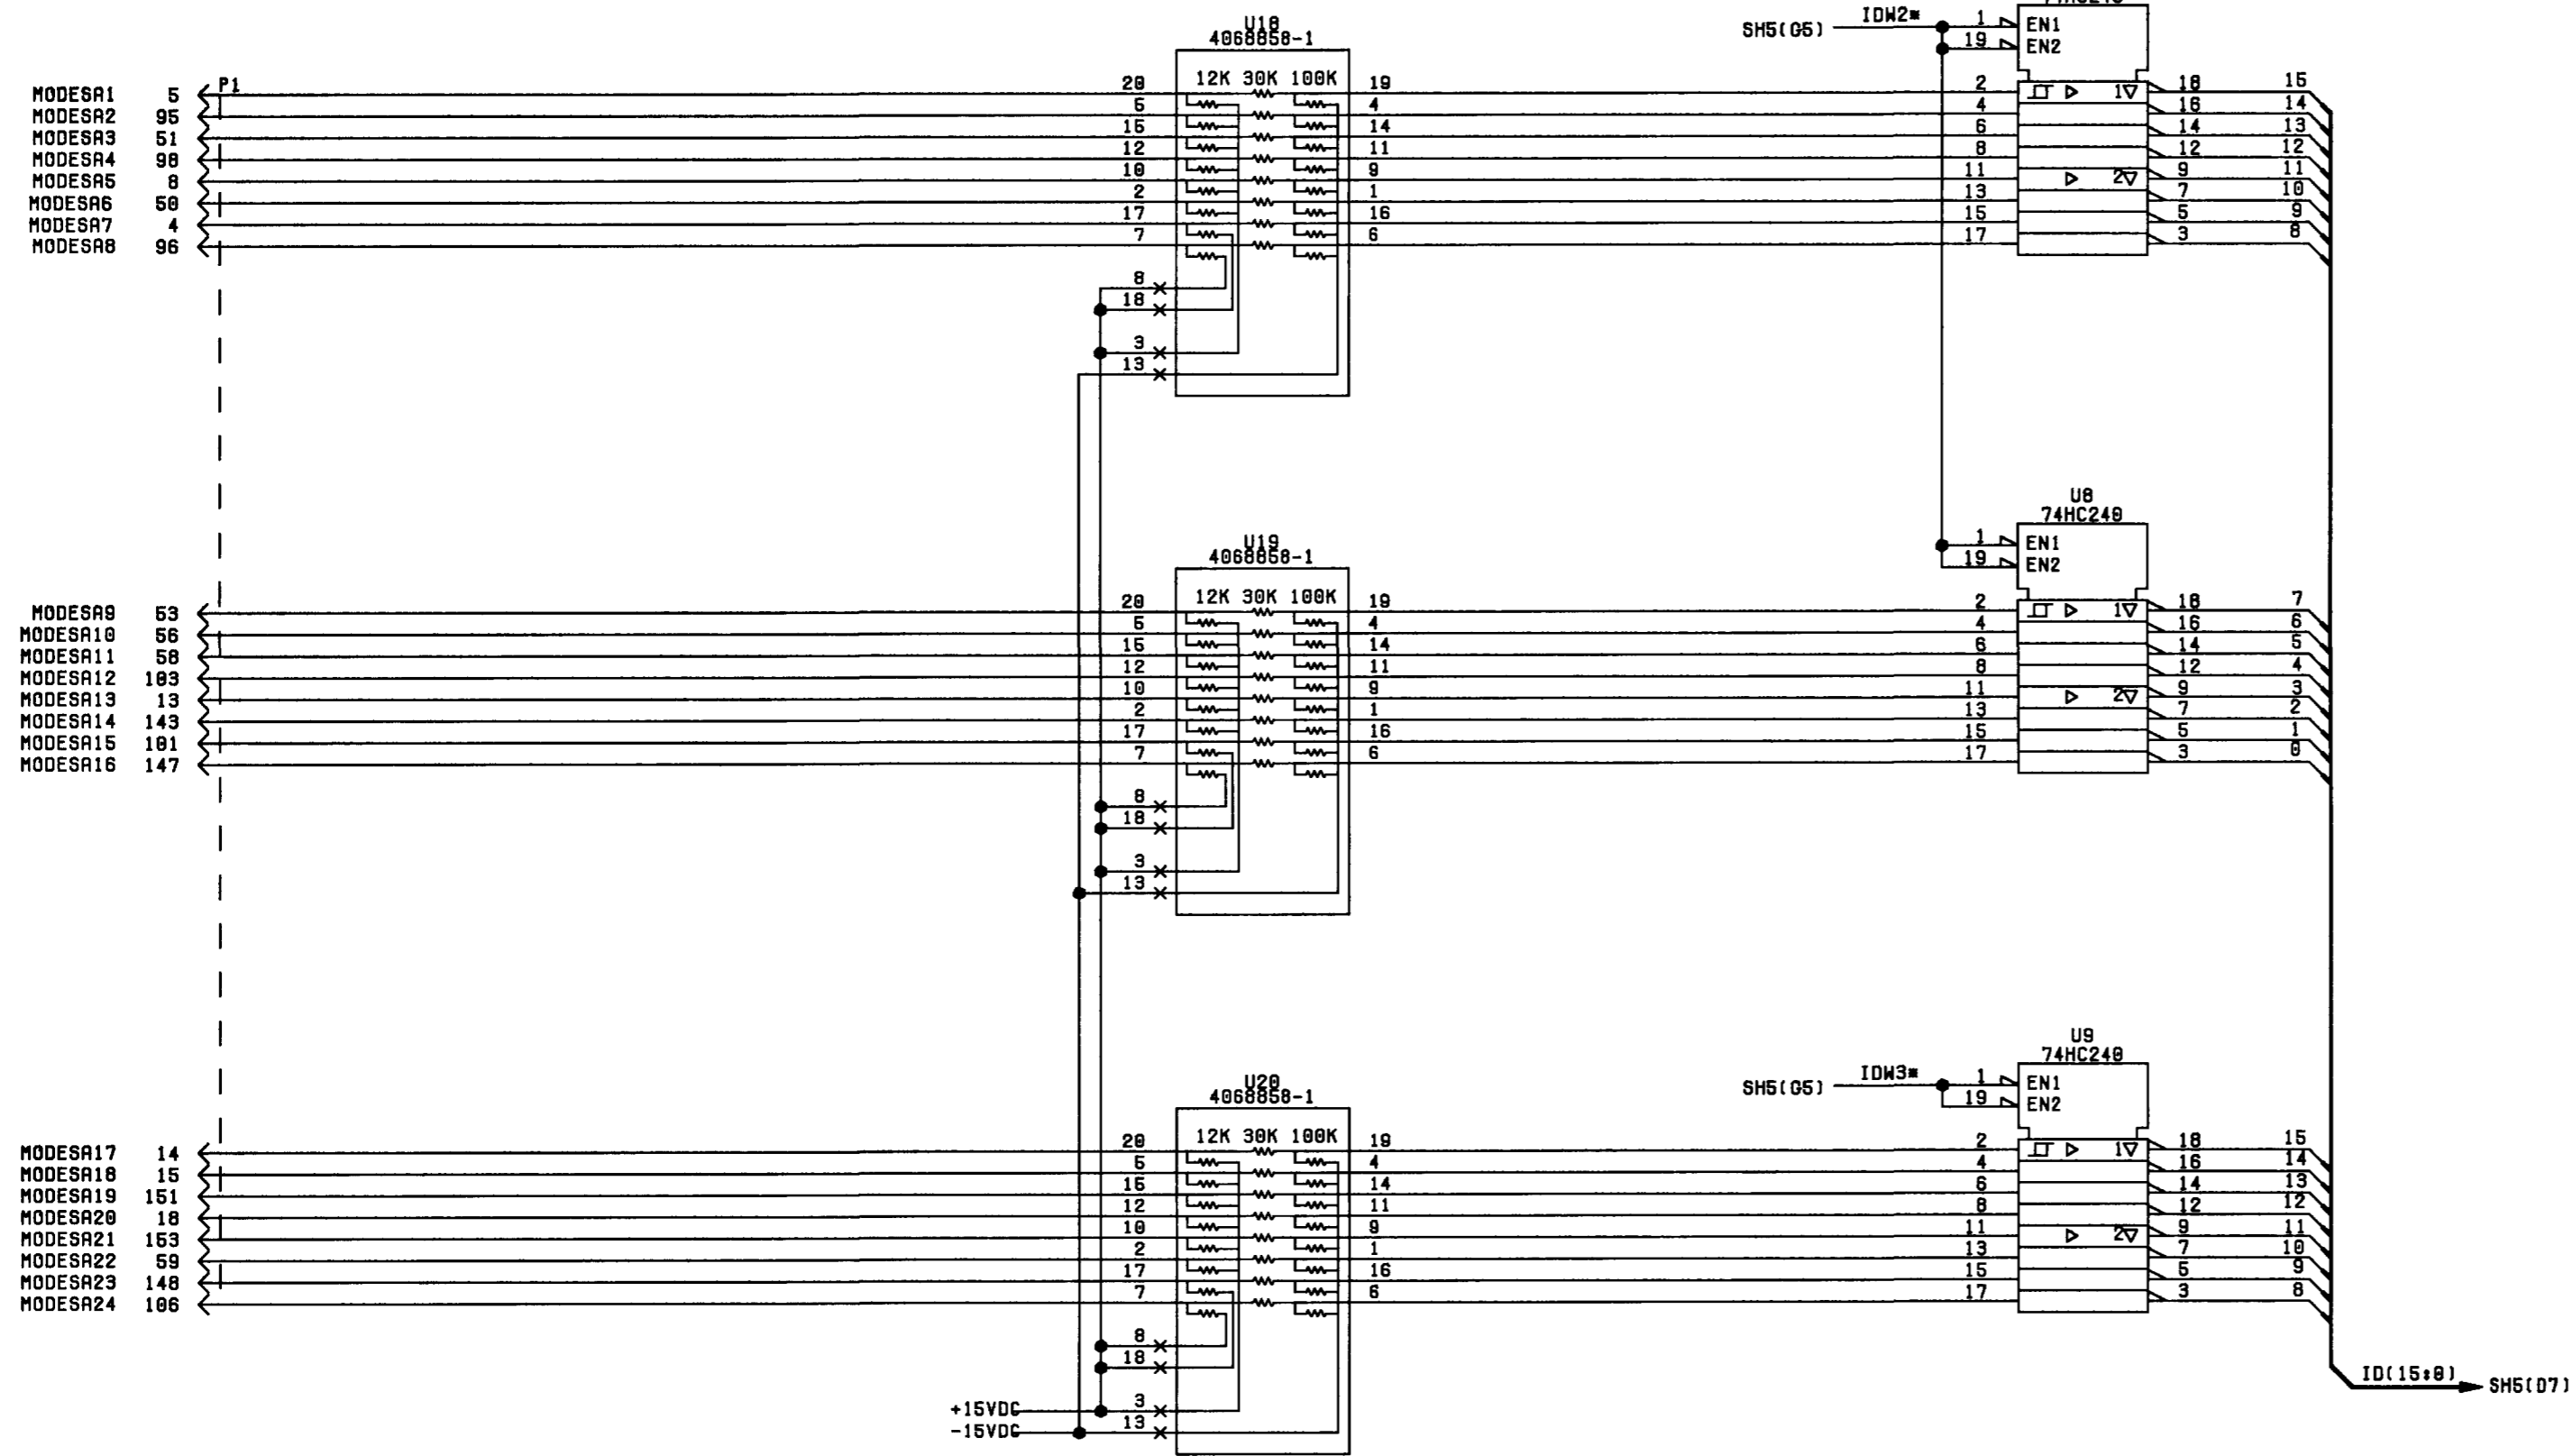 U18
4068858-1
SH5(G5) IDW2* 1 EN1
19 EN2
P1
12K 30K 100K
MODESA1 5 20 19 2 1 18 15
MODESA2 95 5 4 4 16 14
MODESA3 51 15 14 6 14 13
MODESA4 98 12 11 8 12 12
MODESA5 8 10 9 11 2 9 11
MODESA6 50 2 1 13 7 10
MODESA7 4 17 16 15 5 9
MODESA8 96 7 6 17 3 8
8
18
3
13
U8
74HC240
U19
4068858-1
1 EN1
19 EN2
12K 30K 100K
MODESA9 53 20 19 2 1 18 7
MODESA10 56 5 4 4 16 6
MODESA11 58 15 14 6 14 5
MODESA12 103 12 11 8 12 4
MODESA13 13 10 9 11 2 9 3
MODESA14 143 2 1 13 7 2
MODESA15 101 17 16 15 5 1
MODESA16 147 7 6 17 3 0
8
18
3
13
U9
74HC240
U20
4068858-1
SH5(G5) IDW3* 1 EN1
19 EN2
12K 30K 100K
MODESA17 14 20 19 2 1 18 15
MODESA18 15 5 4 4 16 14
MODESA19 151 15 14 6 14 13
MODESA20 18 12 11 8 12 12
MODESA21 153 10 9 11 2 9 11
MODESA22 59 2 1 13 7 10
MODESA23 148 17 16 15 5 9
MODESA24 106 7 6 17 3 8
8
18
ID(15:0) SH5(D7)
+15VDC 3
-15VDC 13